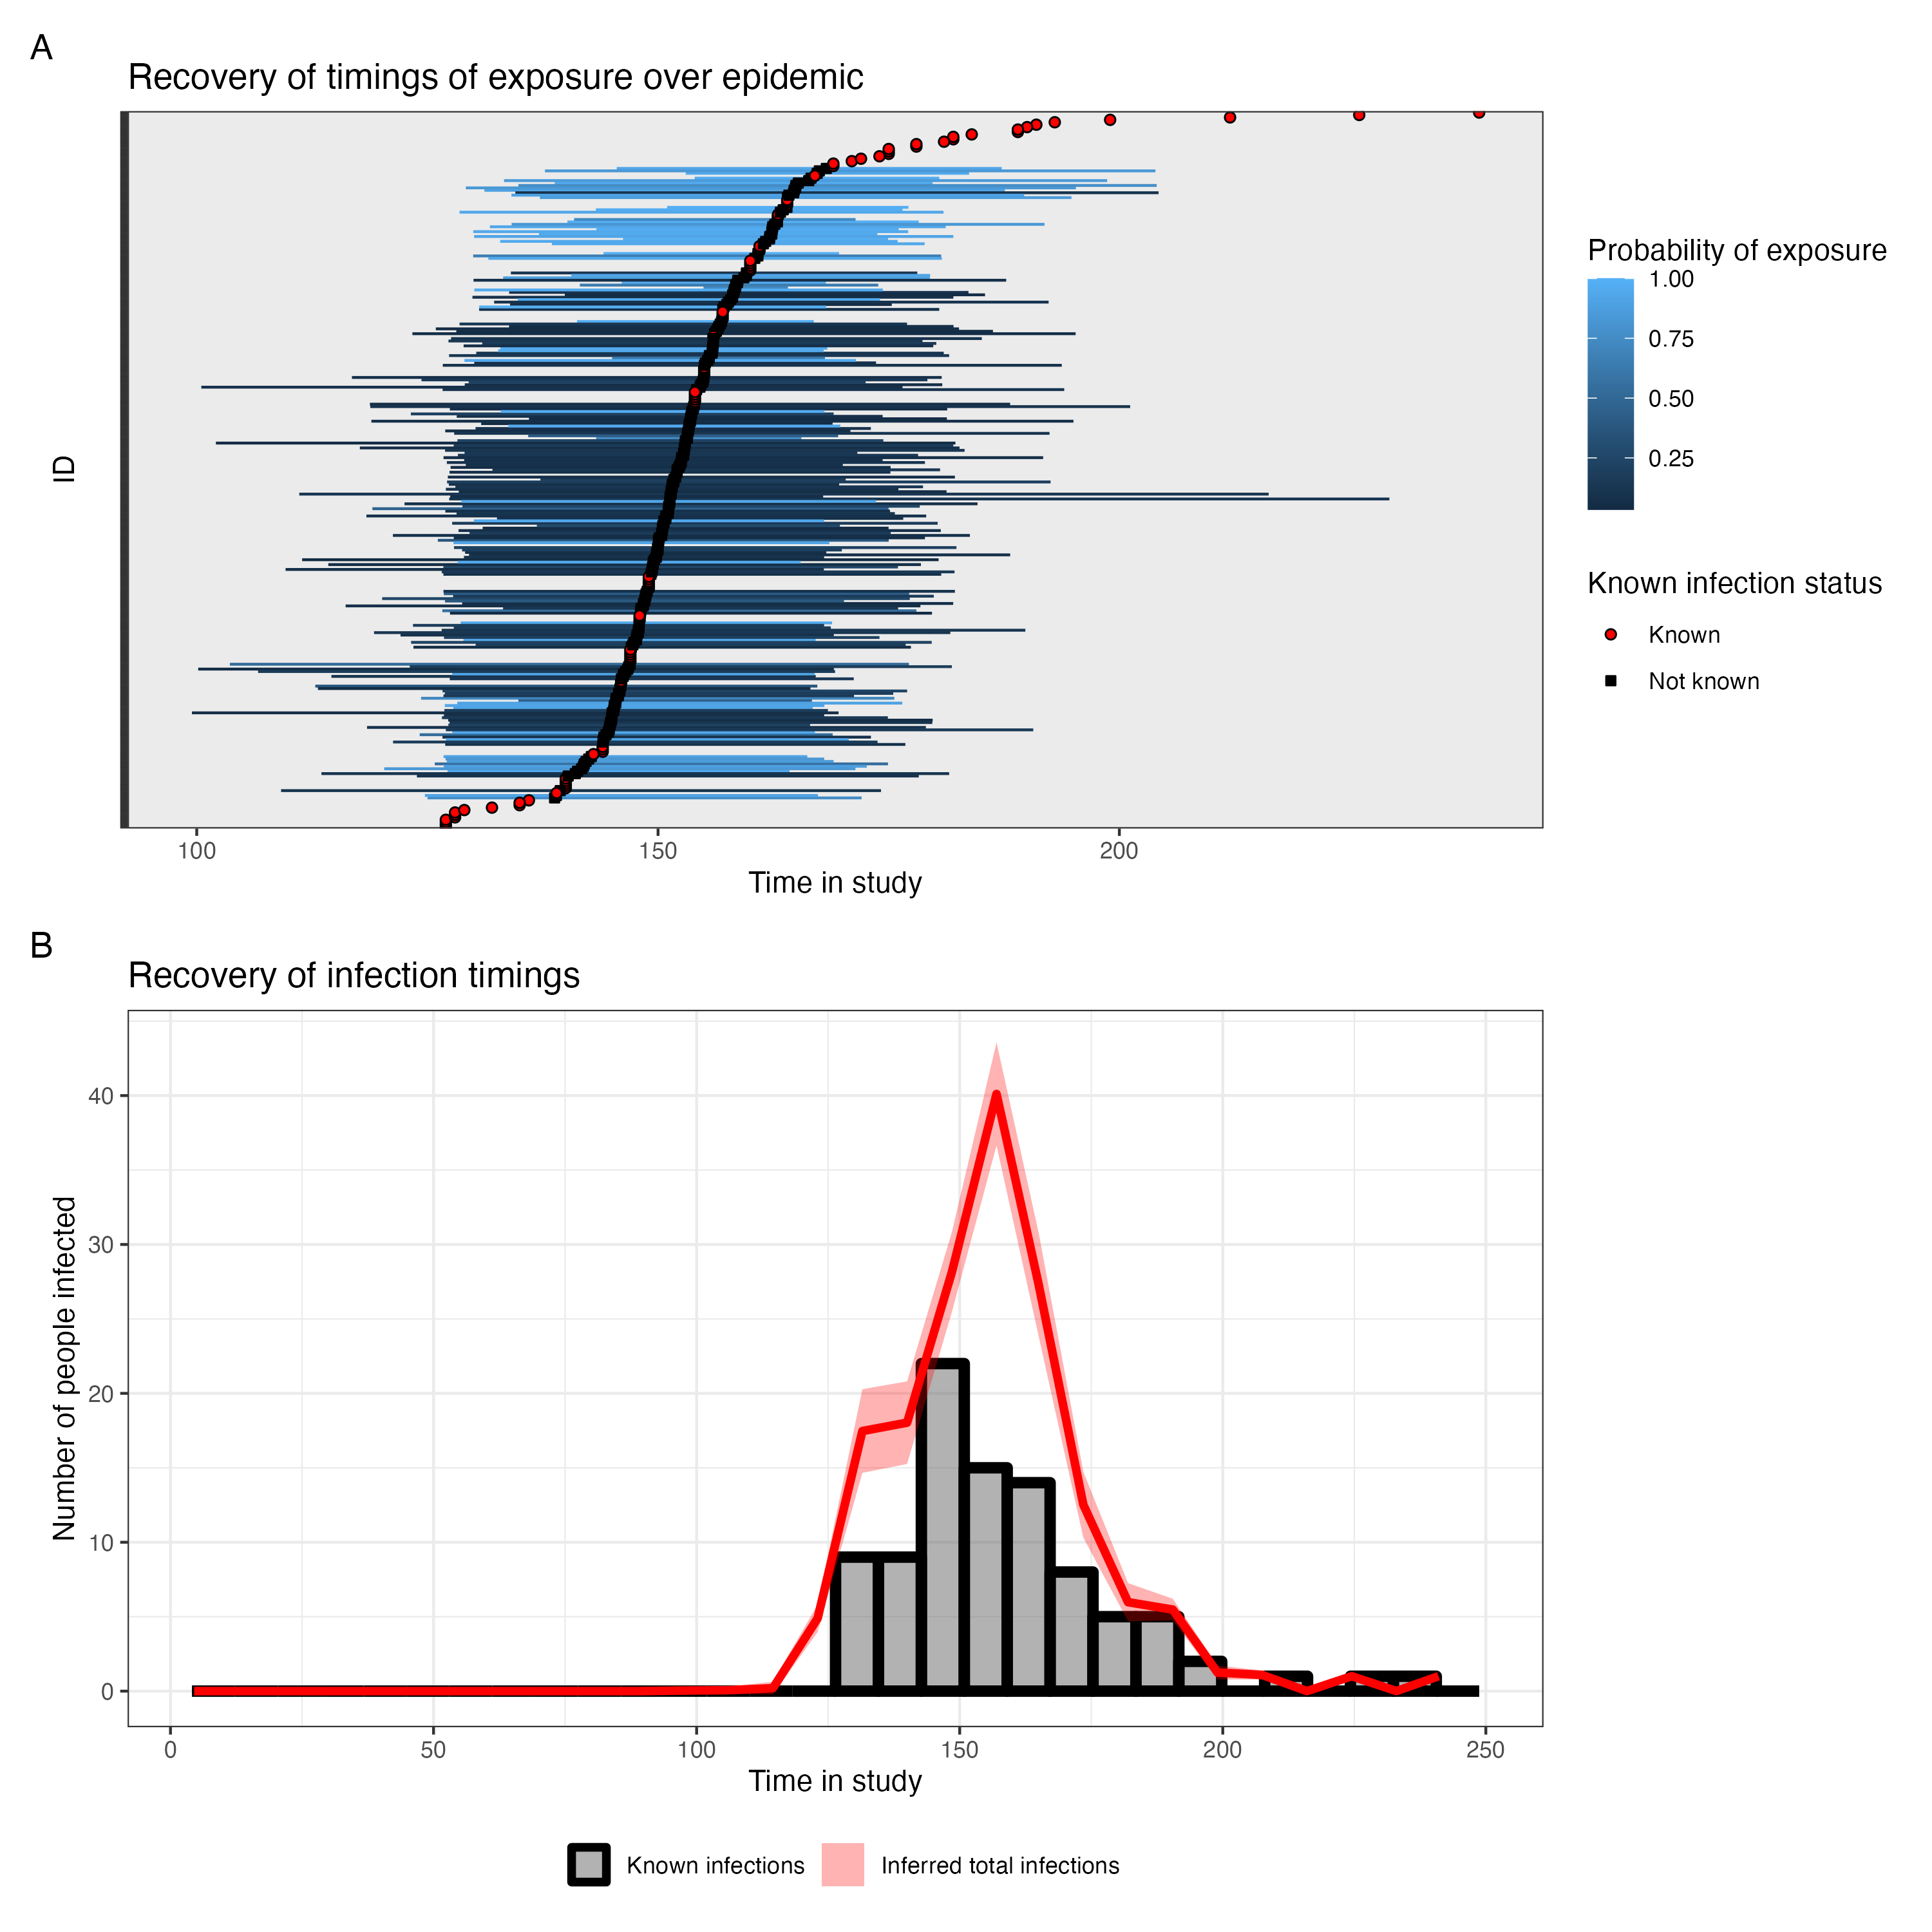 A
Recovery of timings of exposure over epidemic
ID
100 150 200
Time in study
Probability of exposure
1.00
0.75
0.50
0.25
Known infection status
Known
Not known
B
Recovery of infection timings
Number of people infected
40
30
20
10
0
0 50 100 150 200 250
Time in study
Known infections Inferred total infections